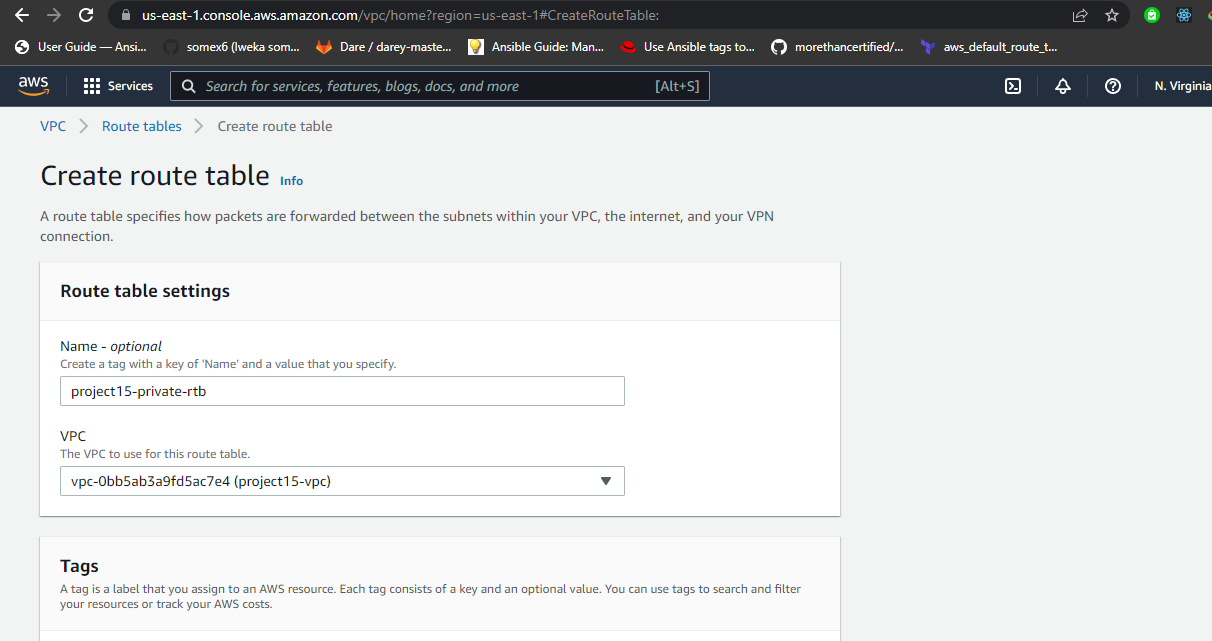 us-east-1.console.aws.amazon.com/vpc/home?region=us-east-1#CreateRouteTable:
User Guide — Ansi... somex6 (lweka som... Dare / darey-maste... Ansible Guide: Man... Use Ansible tags to... morethancertified/... aws_default_route_t...
aws Services Search for services, features, blogs, docs, and more [Alt+S] N. Virginia
VPC Route tables Create route table
Create route table Info
A route table specifies how packets are forwarded between the subnets within your VPC, the internet, and your VPN
connection.
Route table settings
Name - optional
Create a tag with a key of 'Name' and a value that you specify.
project15-private-rtb
VPC
The VPC to use for this route table.
vpc-0bb5ab3a9fd5ac7e4 (project15-vpc)
Tags
A tag is a label that you assign to an AWS resource. Each tag consists of a key and an optional value. You can use tags to search and filter
your resources or track your AWS costs.